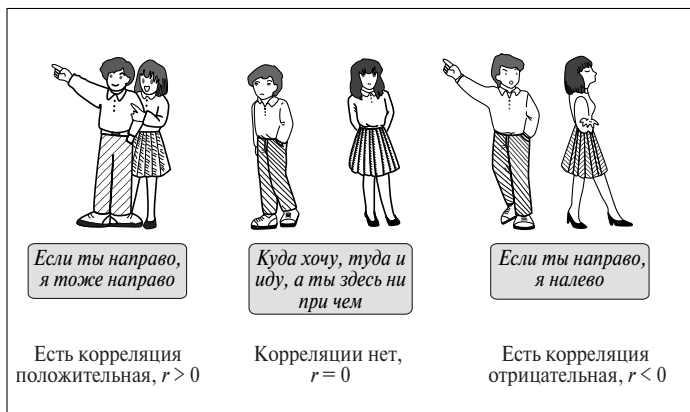 Если ты направо,
я тоже направо
Куда хочу, туда и
иду, а ты здесь ни
при чем
Если ты направо,
я налево
Есть корреляция
положительная, r > 0
Корреляции нет,
r = 0
Есть корреляция
отрицательная, r < 0